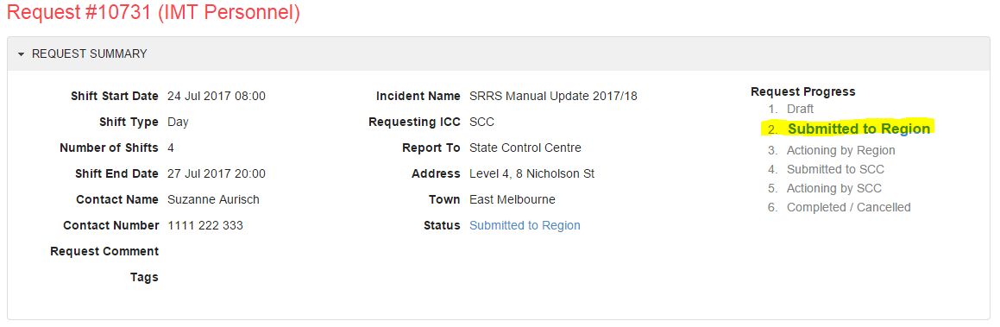 Request #10731 (IMT Personnel)
REQUEST SUMMARY
Shift Start Date 24 Jul 2017 08:00
Shift Type Day
Number of Shifts 4
Shift End Date 27 Jul 2017 20:00
Contact Name Suzanne Aurisch
Contact Number 1111 222 333
Request Comment
Tags
Incident Name SRRS Manual Update 2017/18
Requesting ICC SCC
Report To State Control Centre
Address Level 4, 8 Nicholson St
Town East Melbourne
Status Submitted to Region
Request Progress
1. Draft
2. Submitted to Region
3. Actioning by Region
4. Submitted to SCC
5. Actioning by SCC
6. Completed / Cancelled